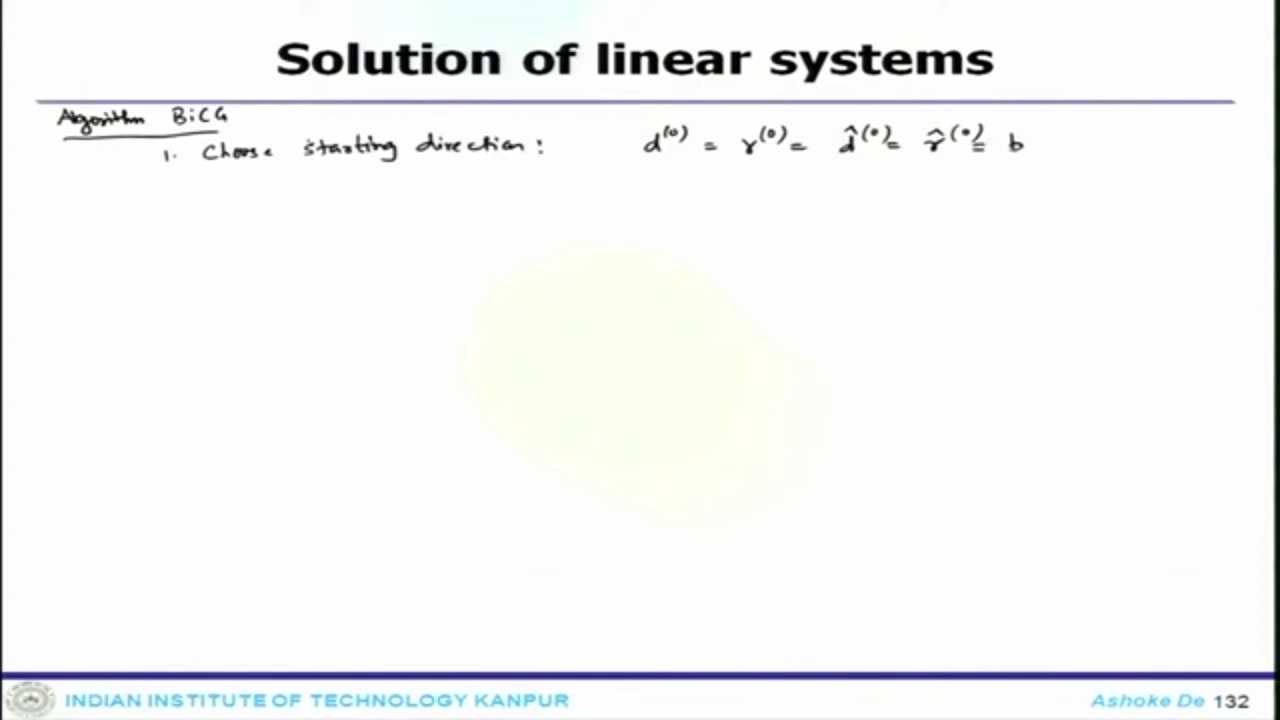 Solution of linear systems
Algorithm BiCG
1. Choose starting direction : d^(0) = r^(0) = d̂^(0) = r̂^(0) = b
INDIAN INSTITUTE OF TECHNOLOGY KANPUR
Ashoke De 132